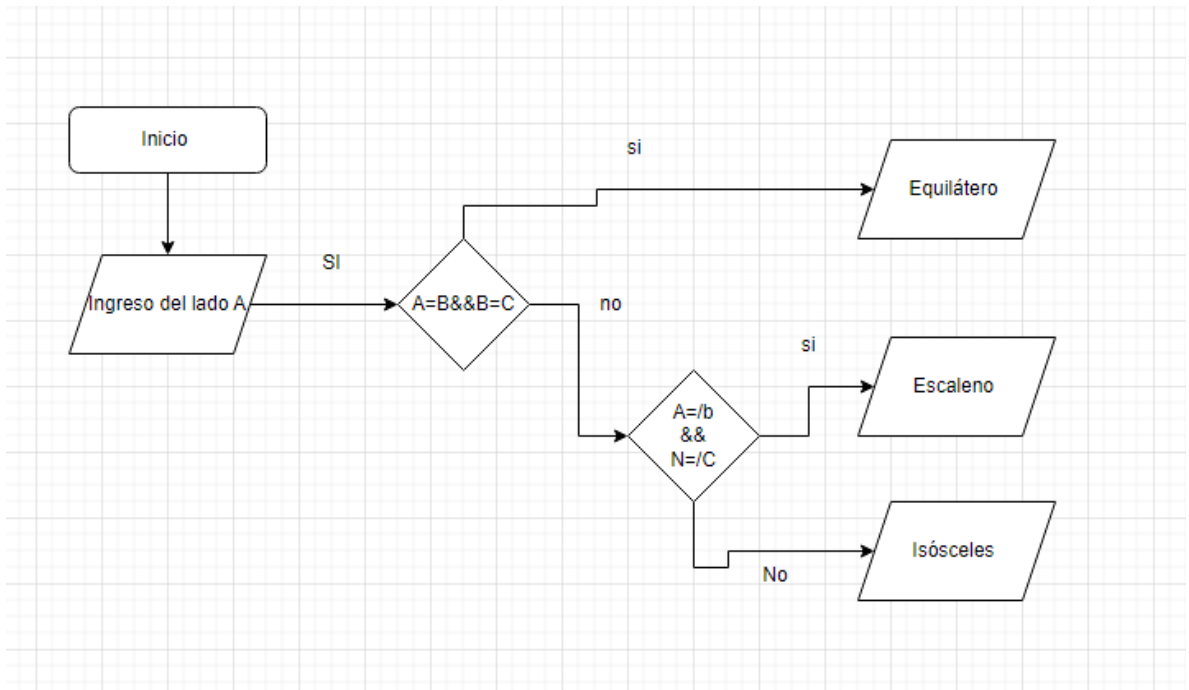 Inicio
si
Equilátero
SI
Ingreso del lado A
A=B&&B=C
no
si
Escaleno
A=/b
&&
N=/C
Isósceles
No